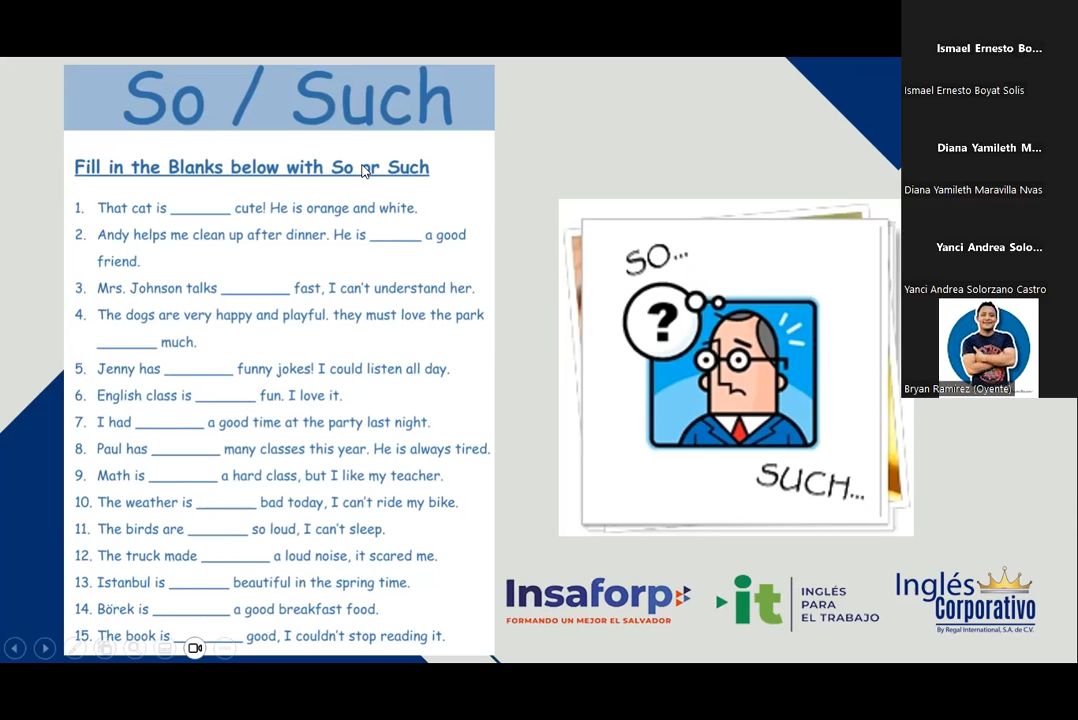 So / Such
Fill in the Blanks below with So or Such
1. That cat is ________ cute! He is orange and white.
2. Andy helps me clean up after dinner. He is _______ a good
friend.
3. Mrs. Johnson talks _________ fast, I can't understand her.
4. The dogs are very happy and playful. they must love the park
________ much.
5. Jenny has _________ funny jokes! I could listen all day.
6. English class is ________ fun. I love it.
7. I had _________ a good time at the party last night.
8. Paul has _________ many classes this year. He is always tired.
9. Math is _________ a hard class, but I like my teacher.
10. The weather is ________ bad today, I can't ride my bike.
11. The birds are ________ so loud, I can't sleep.
12. The truck made _________ a loud noise, it scared me.
13. Istanbul is ________ beautiful in the spring time.
14. Börek is __________ a good breakfast food.
15. The book is _________ good, I couldn't stop reading it.
SO...
?
SUCH...
Insaforp
FORMANDO UN MEJOR EL SALVADOR
it
INGLÉS
PARA
EL TRABAJO
Inglés
Corporativo
By Regal International, S.A. de C.V.
Ismael Ernesto Bo...
Ismael Ernesto Boyat Solis
Diana Yamileth M...
Diana Yamileth Maravilla Nvas
Yanci Andrea Solo...
Yanci Andrea Solorzano Castro
Bryan Ramirez (Oyente)